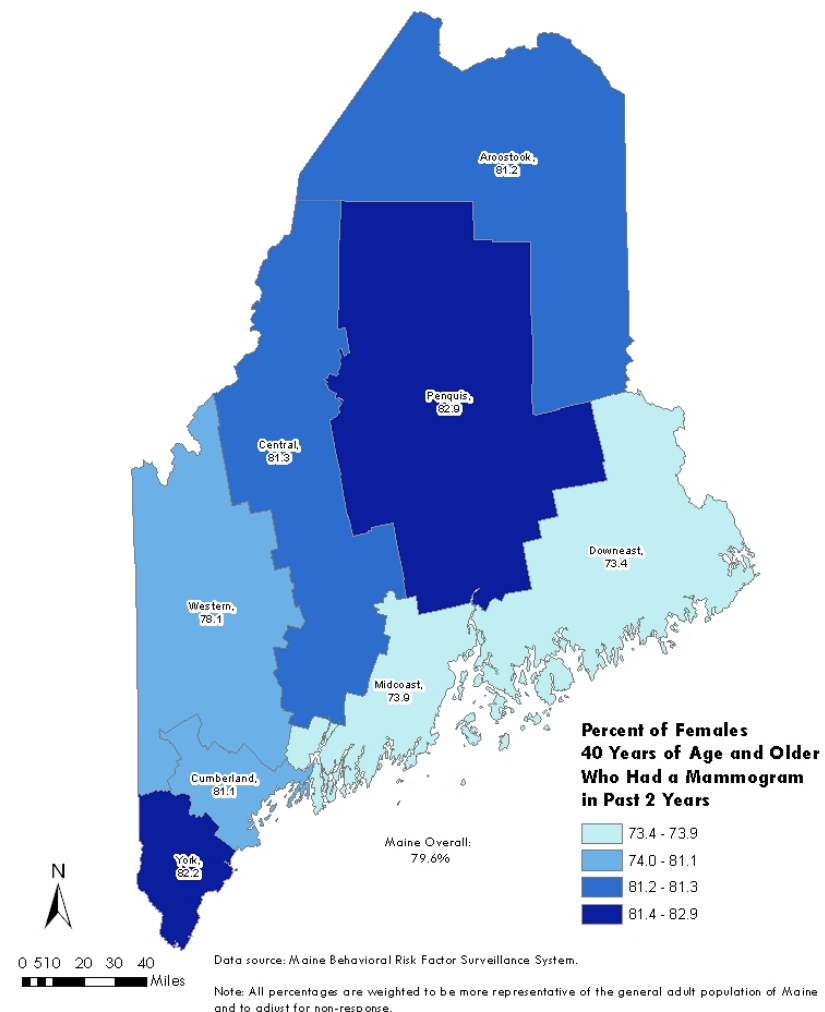 Aroostook,
81.2
Penquis,
82.9
Central,
81.3
Downeast,
73.4
Western,
78.1
Midcoast,
73.9
Cumberland,
81.1
York,
82.2
Maine Overall:
79.6%
Percent of Females
40 Years of Age and Older
Who Had a Mammogram
in Past 2 Years
73.4 - 73.9
74.0 - 81.1
81.2 - 81.3
81.4 - 82.9
N
0 5 10 20 30 40
Miles
Data source: Maine Behavioral Risk Factor Surveillance System.
Note: All percentages are weighted to be more representative of the general adult population of Maine
and to adjust for non-response.